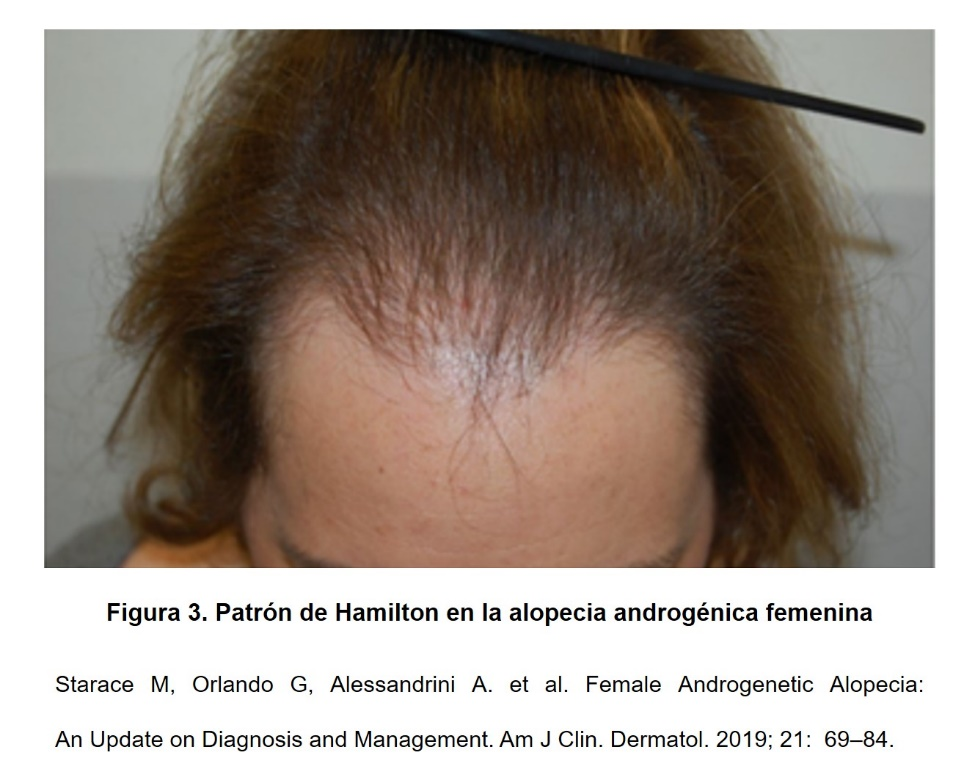 Figura 3. Patrón de Hamilton en la alopecia androgénica femenina
Starace M, Orlando G, Alessandrini A. et al. Female Androgenetic Alopecia:
An Update on Diagnosis and Management. Am J Clin. Dermatol. 2019; 21: 69–84.